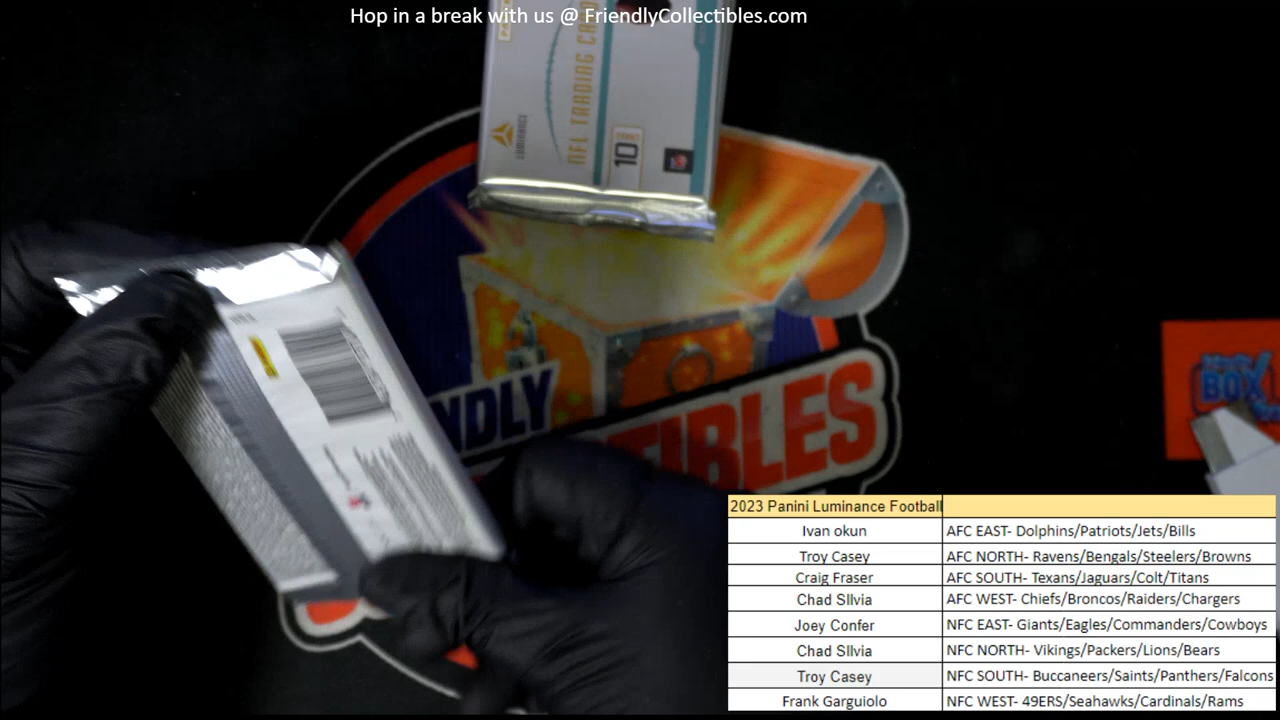 Hop in a break with us @ FriendlyCollectibles.com
NFL TRADING CARD
LUMINANCE
10
NDLY
IBLES
BOX
2023 Panini Luminance Football
Ivan okun AFC EAST- Dolphins/Patriots/Jets/Bills
Troy Casey AFC NORTH- Ravens/Bengals/Steelers/Browns
Craig Fraser AFC SOUTH- Texans/Jaguars/Colt/Titans
Chad SIlvia AFC WEST- Chiefs/Broncos/Raiders/Chargers
Joey Confer NFC EAST- Giants/Eagles/Commanders/Cowboys
Chad SIlvia NFC NORTH- Vikings/Packers/Lions/Bears
Troy Casey NFC SOUTH- Buccaneers/Saints/Panthers/Falcons
Frank Garguiolo NFC WEST- 49ERS/Seahawks/Cardinals/Rams